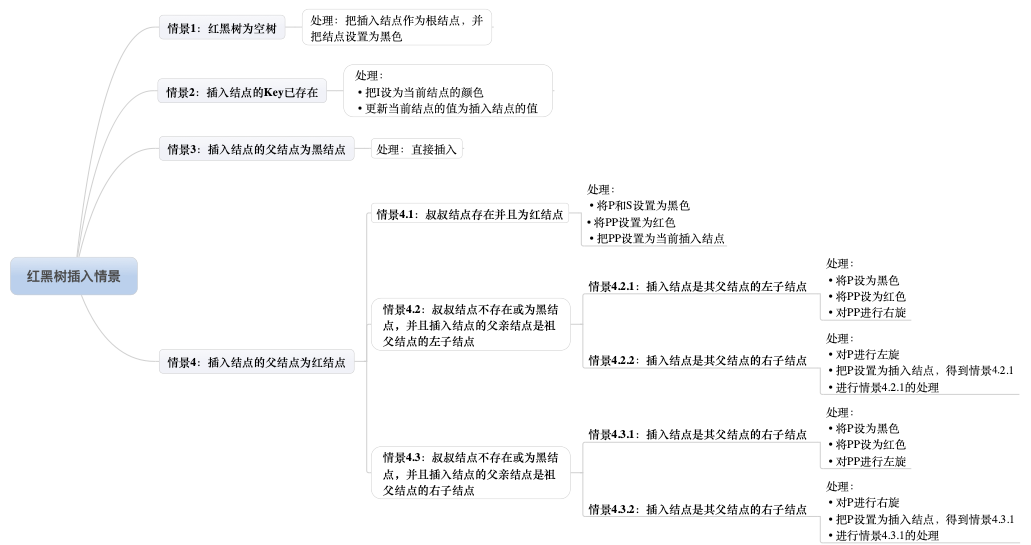 情景1：红黑树为空树
处理：把插入结点作为根结点，并
把结点设置为黑色
情景2：插入结点的Key已存在
处理：
• 把I设为当前结点的颜色
• 更新当前结点的值为插入结点的值
情景3：插入结点的父结点为黑结点
处理：直接插入
红黑树插入情景
情景4：插入结点的父结点为红结点
情景4.1：叔叔结点存在并且为红结点
处理：
• 将P和S设置为黑色
• 将PP设置为红色
• 把PP设置为当前插入结点
情景4.2：叔叔结点不存在或为黑结
点，并且插入结点的父亲结点是祖
父结点的左子结点
情景4.2.1：插入结点是其父结点的左子结点
处理：
• 将P设为黑色
• 将PP设为红色
• 对PP进行右旋
情景4.2.2：插入结点是其父结点的右子结点
处理：
• 对P进行左旋
• 把P设置为插入结点，得到情景4.2.1
• 进行情景4.2.1的处理
情景4.3：叔叔结点不存在或为黑结
点，并且插入结点的父亲结点是祖
父结点的右子结点
情景4.3.1：插入结点是其父结点的右子结点
处理：
• 将P设为黑色
• 将PP设为红色
• 对PP进行左旋
情景4.3.2：插入结点是其父结点的右子结点
处理：
• 对P进行右旋
• 把P设置为插入结点，得到情景4.3.1
• 进行情景4.3.1的处理